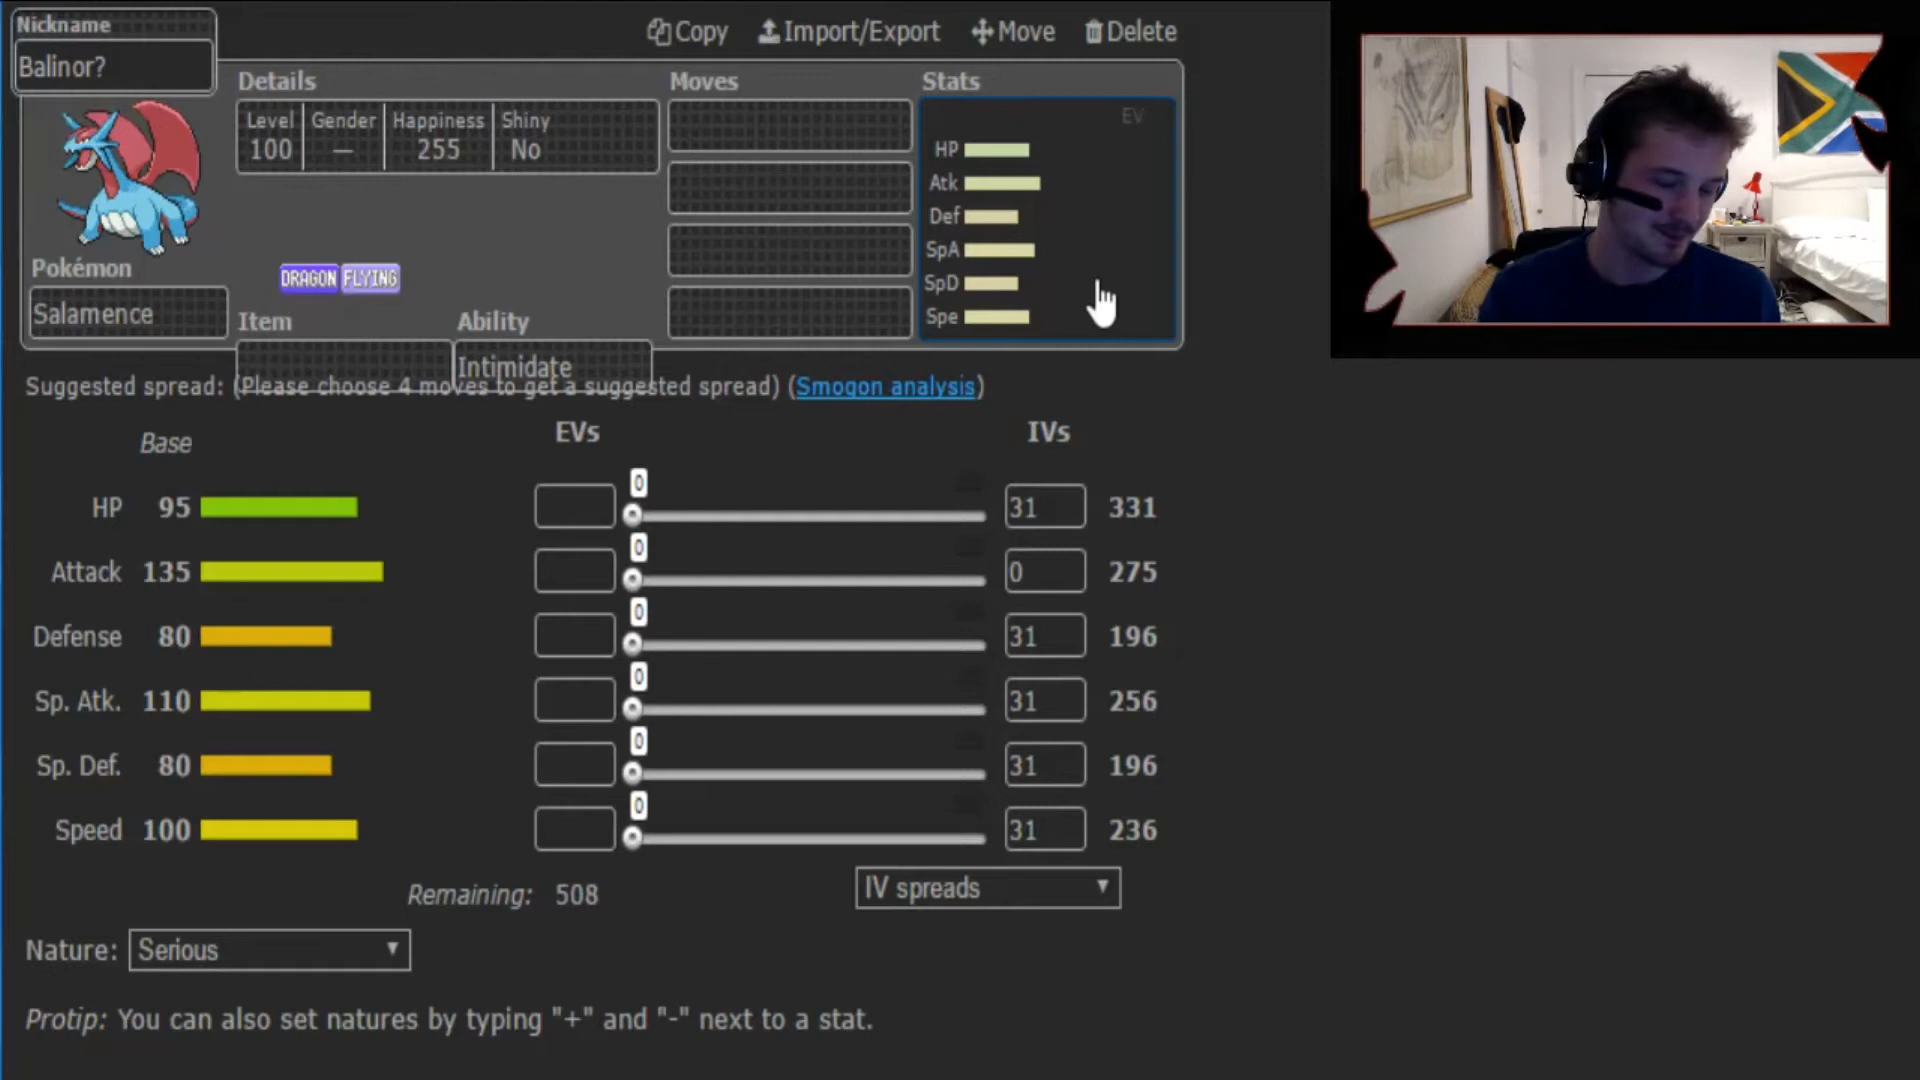 Nickname
Balinor?
Copy Import/Export Move Delete
Details
Level Gender Happiness Shiny
100 — 255 No
DRAGON FLYING
Pokémon
Salamence
Item
Ability
Intimidate
Moves
Stats
EV
HP
Atk
Def
SpA
SpD
Spe
Suggested spread: (Please choose 4 moves to get a suggested spread) (Smogon analysis)
Base EVs IVs
HP 95 0 31 331
Attack 135 0 0 275
Defense 80 0 31 196
Sp. Atk. 110 0 31 256
Sp. Def. 80 0 31 196
Speed 100 0 31 236
Remaining: 508 IV spreads
Nature: Serious
Protip: You can also set natures by typing "+" and "-" next to a stat.